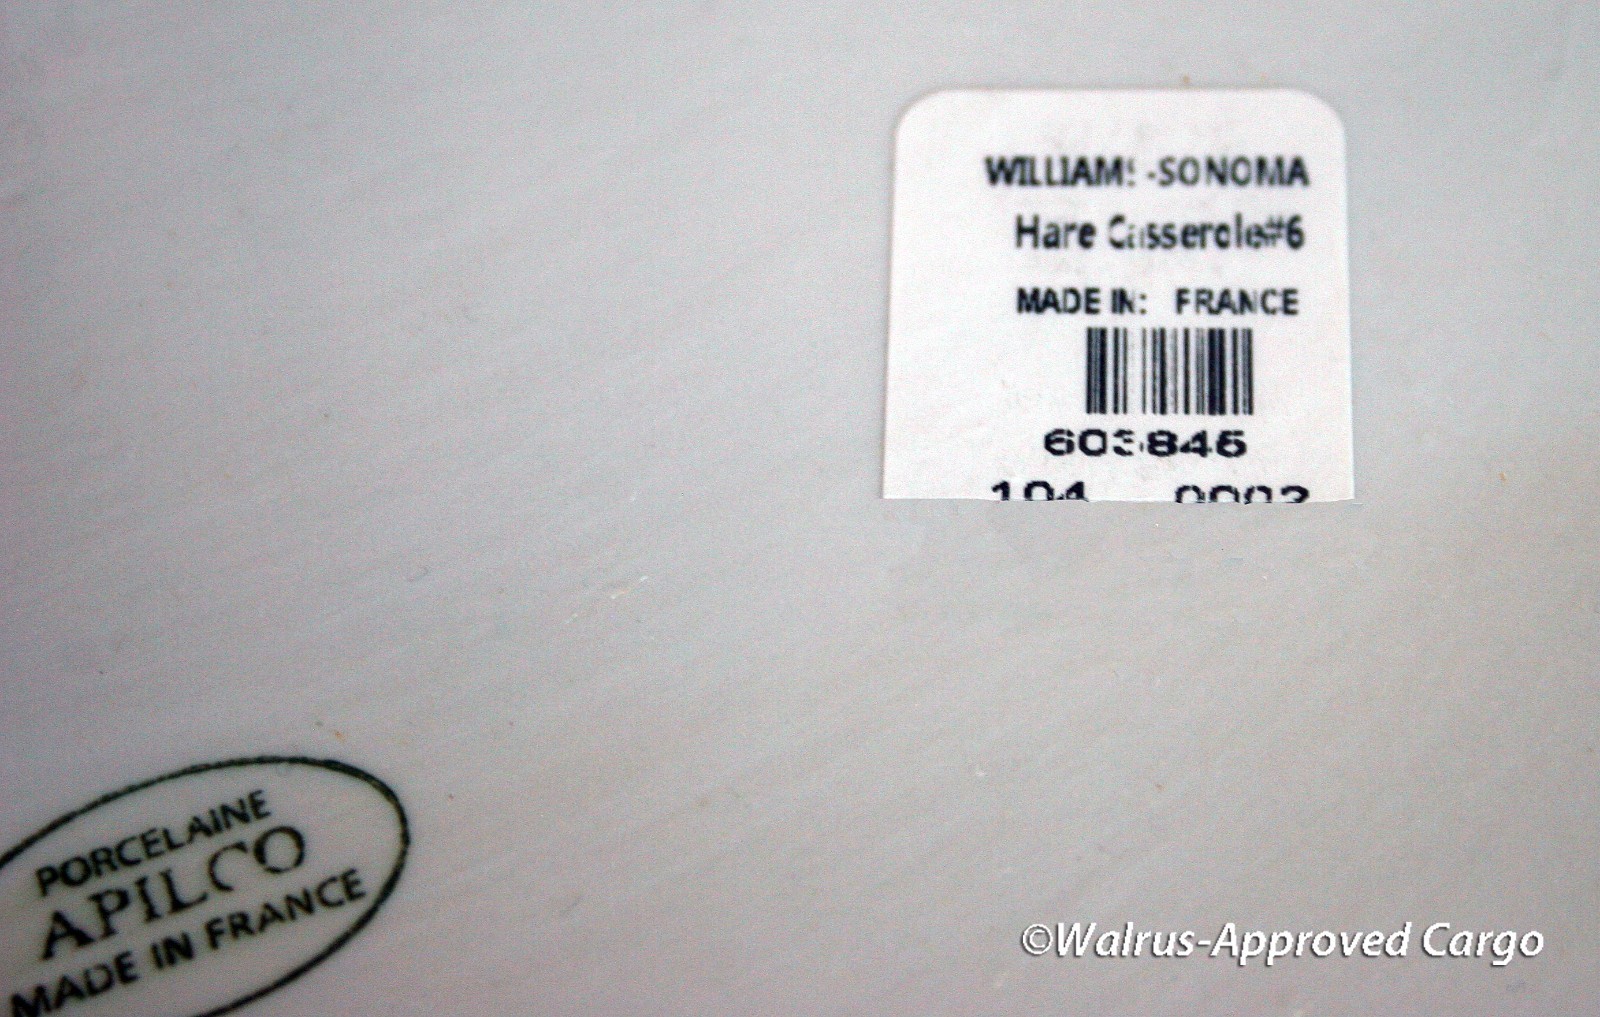 WILLIAMS-SONOMA
Hare Casserole#6
MADE IN: FRANCE
603846
PORCELAINE
APILCO
MADE IN FRANCE
©Walrus-Approved Cargo